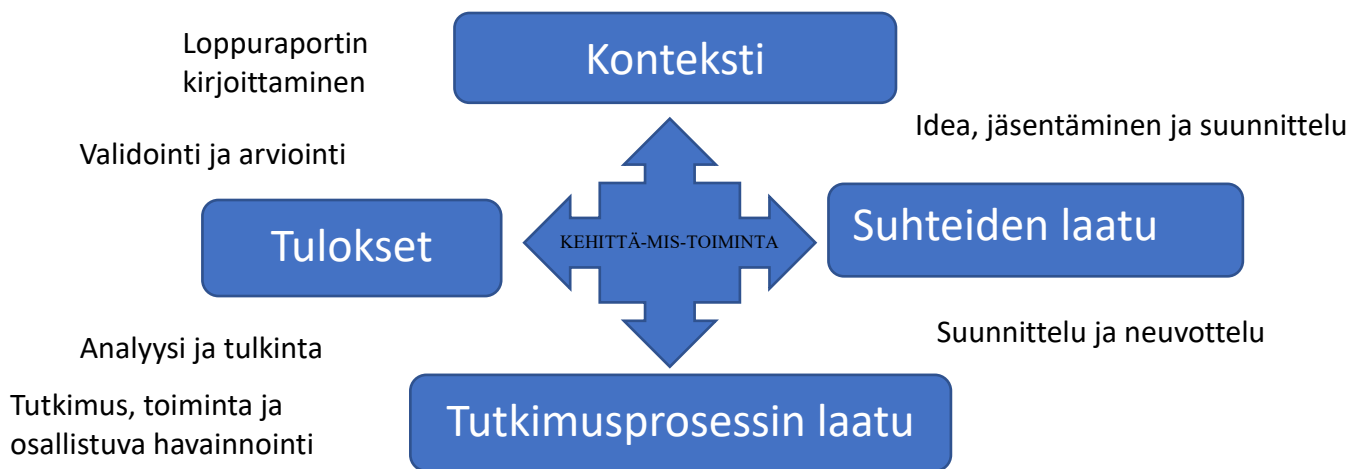 Loppuraportin
kirjoittaminen
Konteksti
Idea, jäsentäminen ja suunnittelu
Validointi ja arviointi
Tulokset
KEHITTÄ-MIS-TOIMINTA
Suhteiden laatu
Suunnittelu ja neuvottelu
Analyysi ja tulkinta
Tutkimusprosessin laatu
Tutkimus, toiminta ja
osallistuva havainnointi